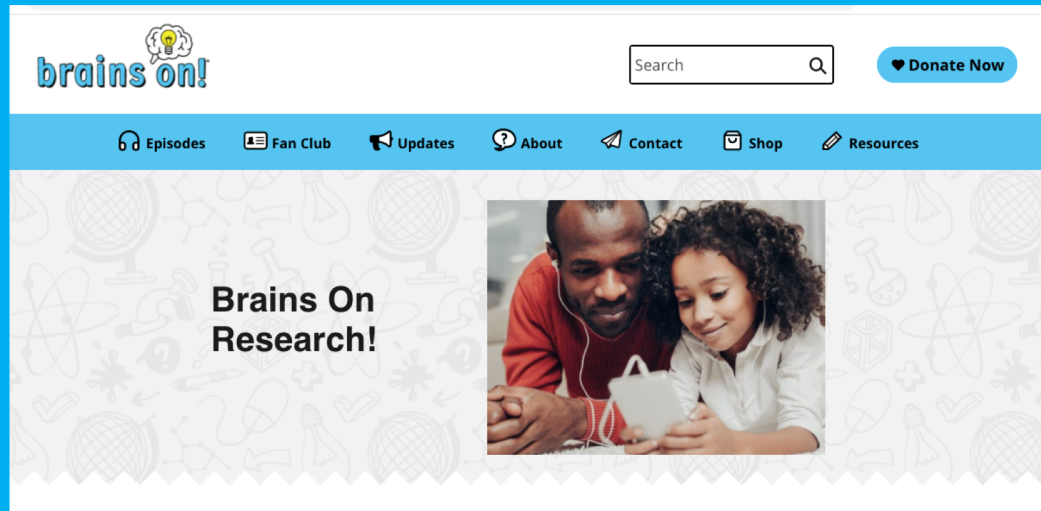 brains on!
Search
Donate Now
Episodes
Fan Club
Updates
About
Contact
Shop
Resources
Brains On
Research!